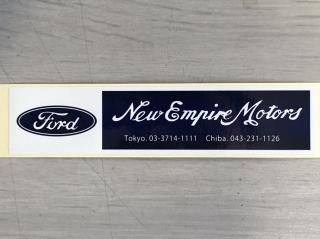 Ford
New Empire Motors
Tokyo. 03-3714-1111 Chiba. 043-231-1126